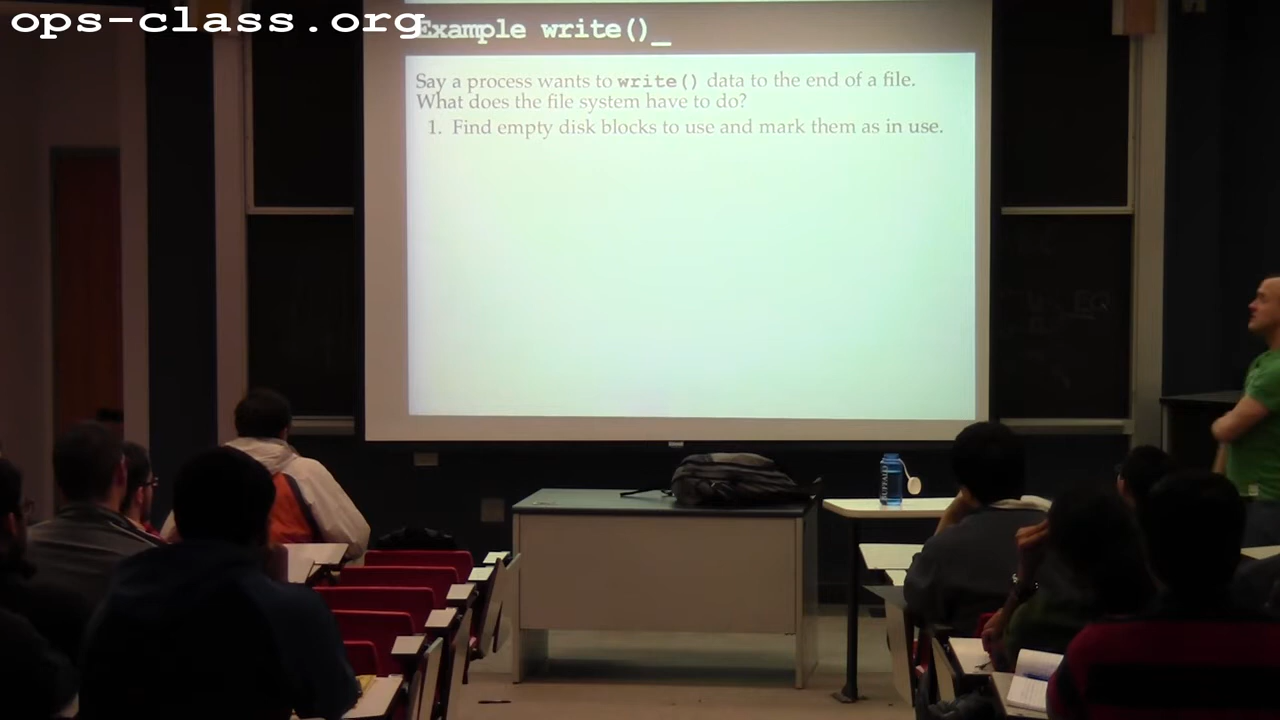 ops-class.org
Example write()_
Say a process wants to write() data to the end of a file.
What does the file system have to do?
1. Find empty disk blocks to use and mark them as in use.
BUFFALO